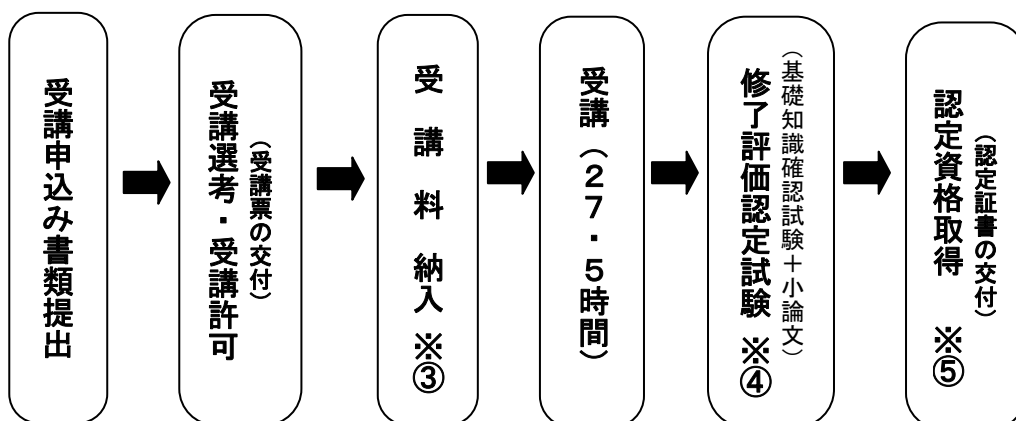 受講申込み書類提出
受講選考・受講許可
（受講票の交付）
受講料納入※③
受講（２７・５時間）
（基礎知識確認試験＋小論文）
修了評価認定試験 ※④
（認定証書の交付）
認定資格取得 ※⑤